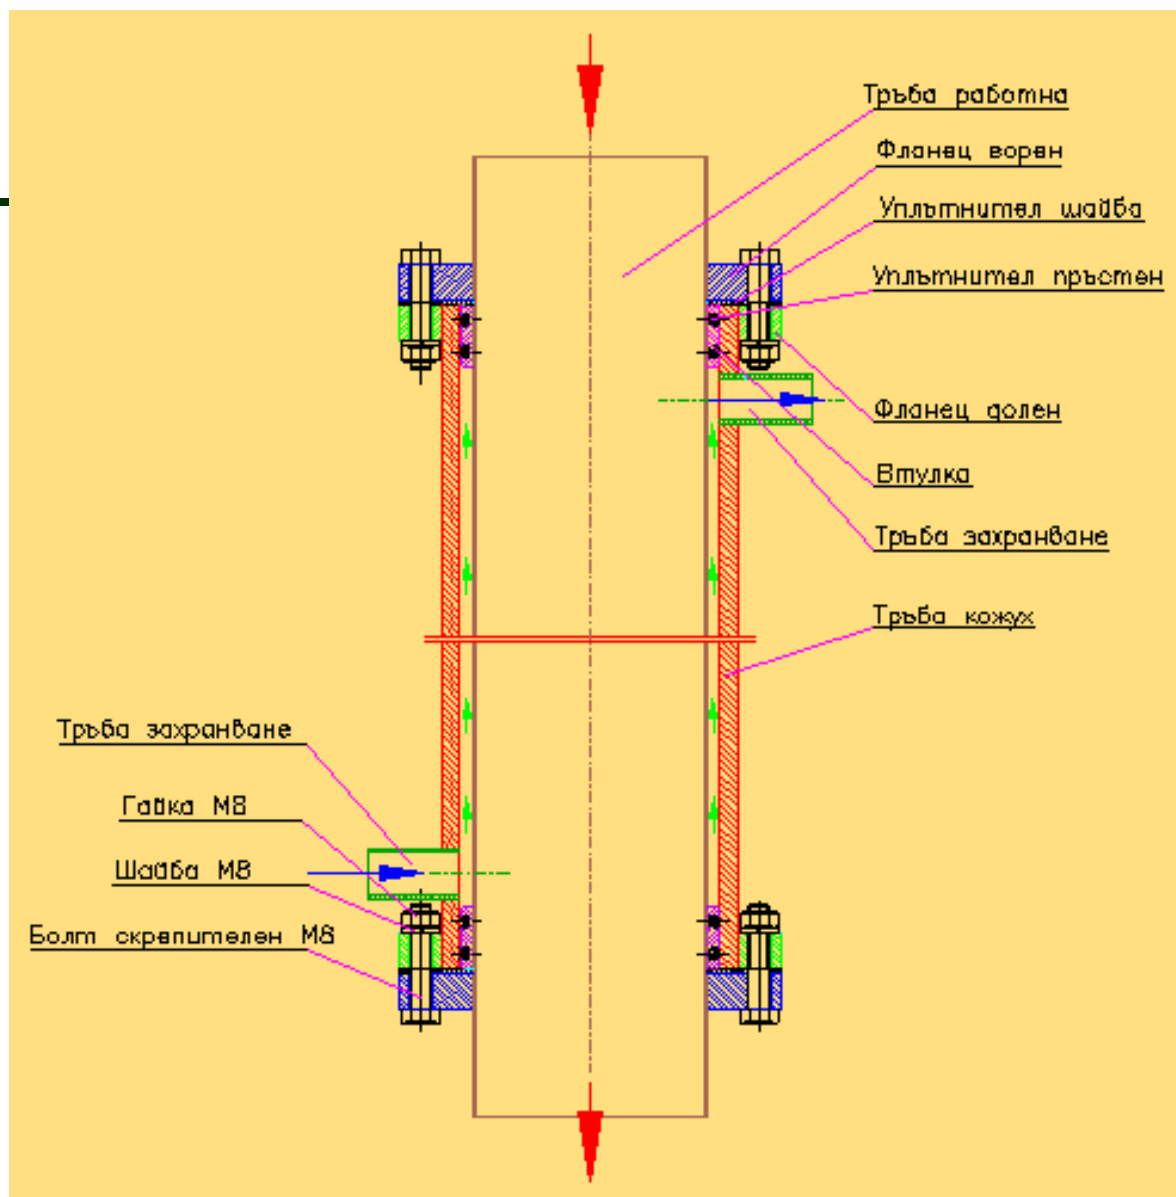 Тръба работна
Фланец горен
Уплътнител шайба
Уплътнител пръстен
Фланец долен
Втулка
Тръба захранване
Тръба кожух
Тръба захранване
Гайка М8
Шайба М8
Болт скрепителен М8